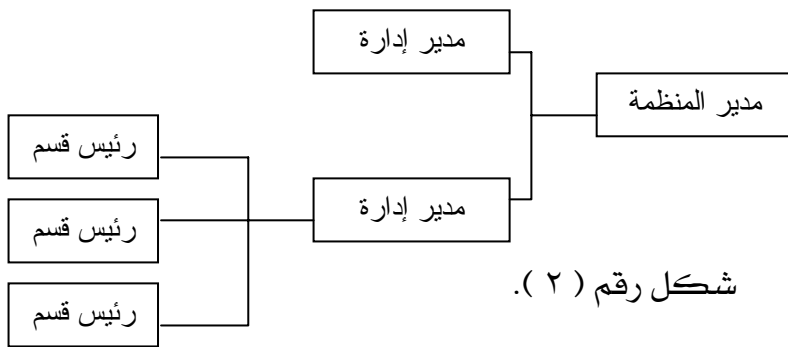 مدير إدارة
مدير المنظمة
رئيس قسم
مدير إدارة
رئيس قسم
شكل رقم ( ٢ ).
رئيس قسم